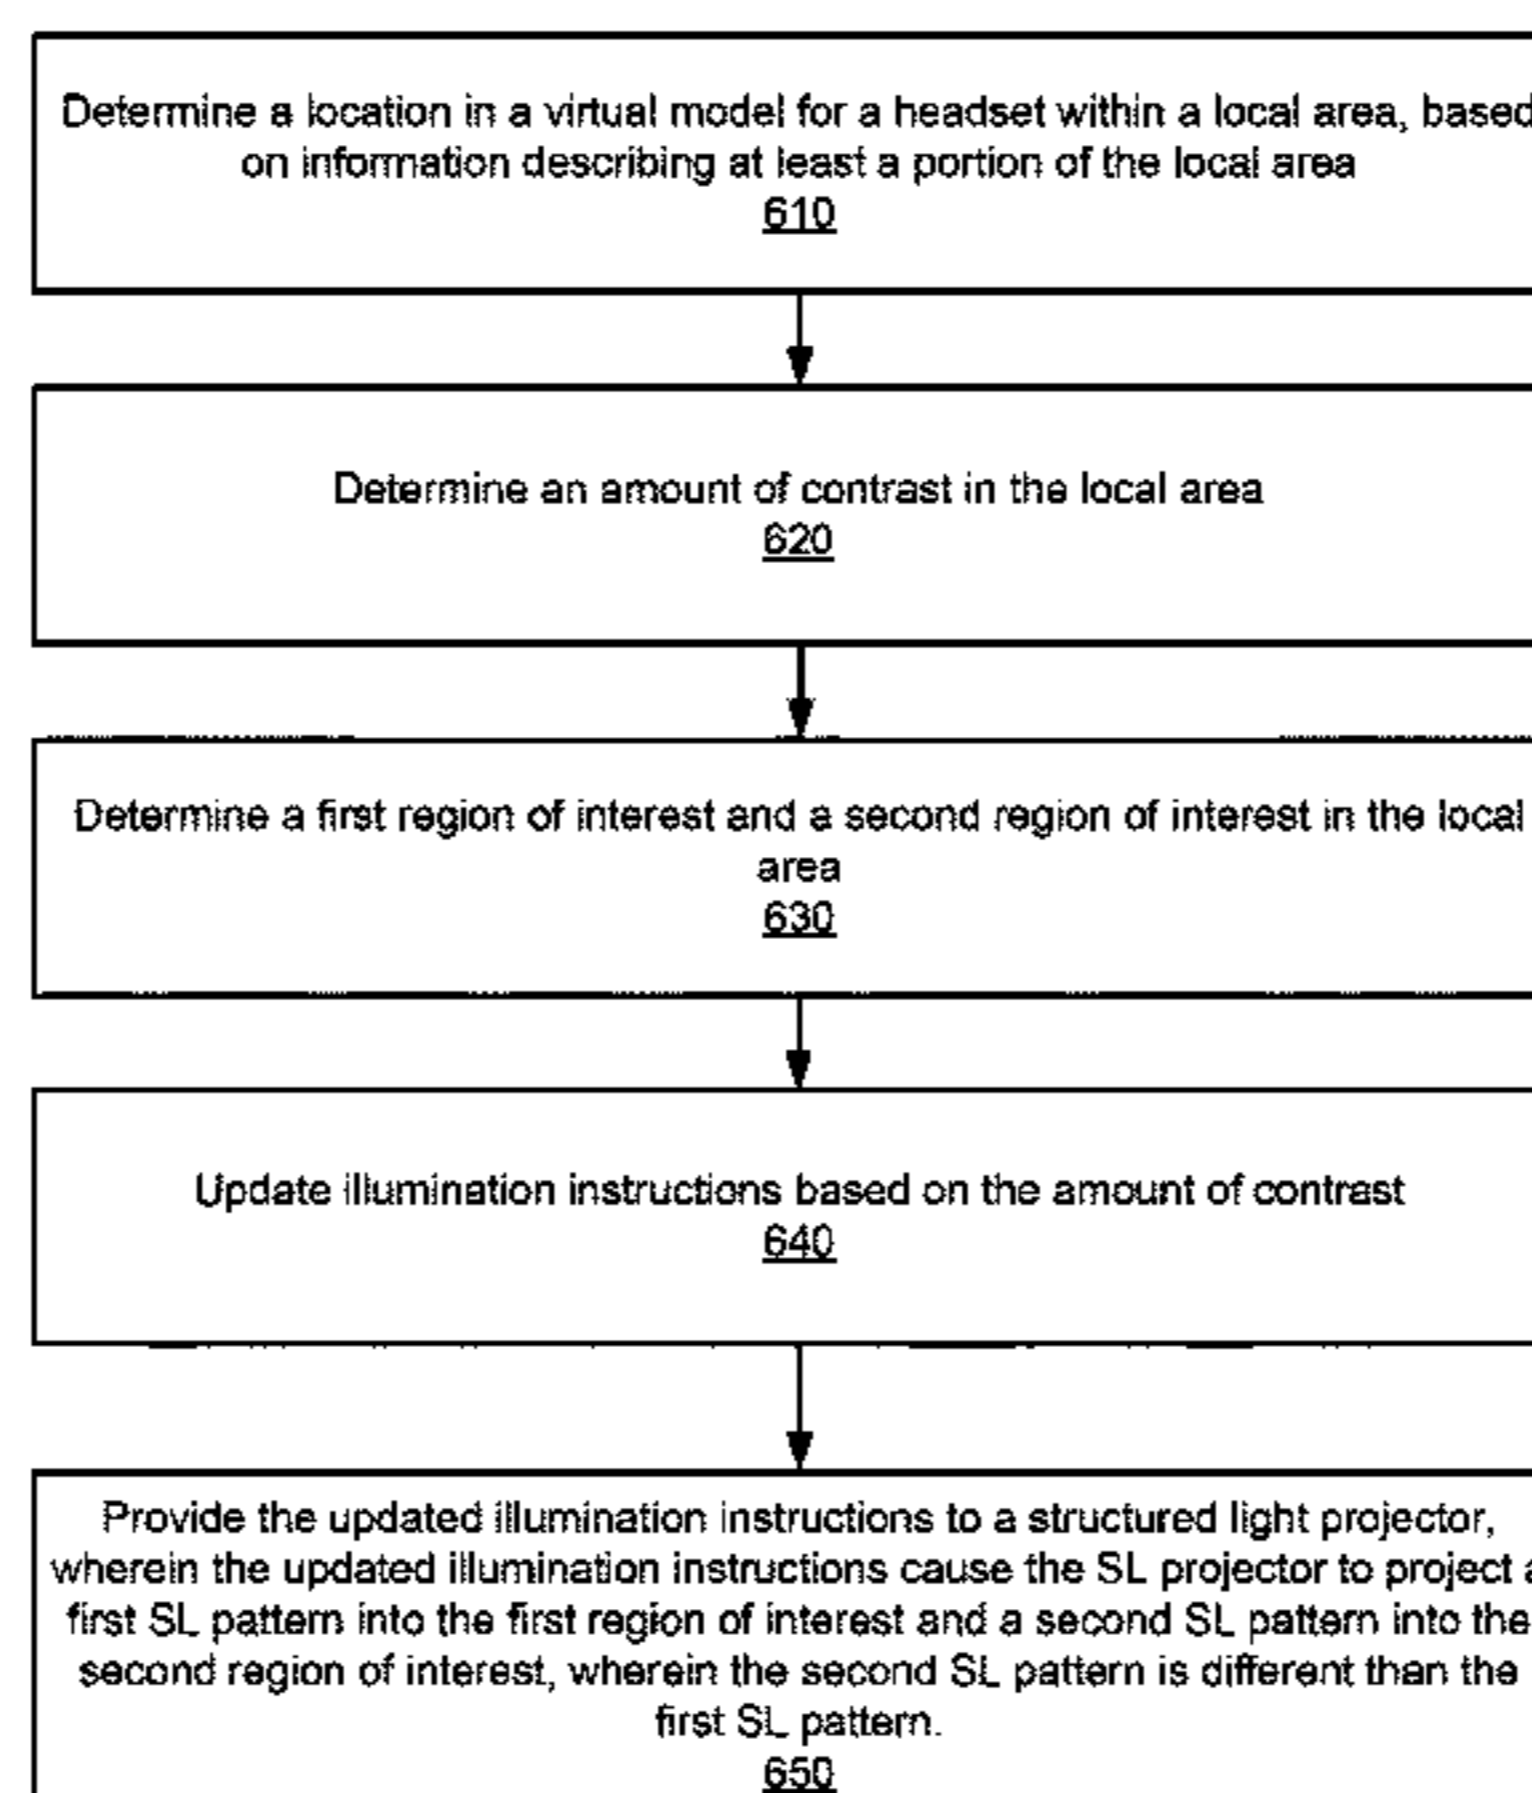 Determine a location in a virtual model for a headset within a local area, based
on information describing at least a portion of the local area
610
Determine an amount of contrast in the local area
620
Determine a first region of interest and a second region of interest in the local
area
630
Update illumination instructions based on the amount of contrast
640
Provide the updated illumination instructions to a structured light projector,
wherein the updated illumination instructions cause the SL projector to project a
first SL pattern into the first region of interest and a second SL pattern into the
second region of interest, wherein the second SL pattern is different than the
first SL pattern.
650